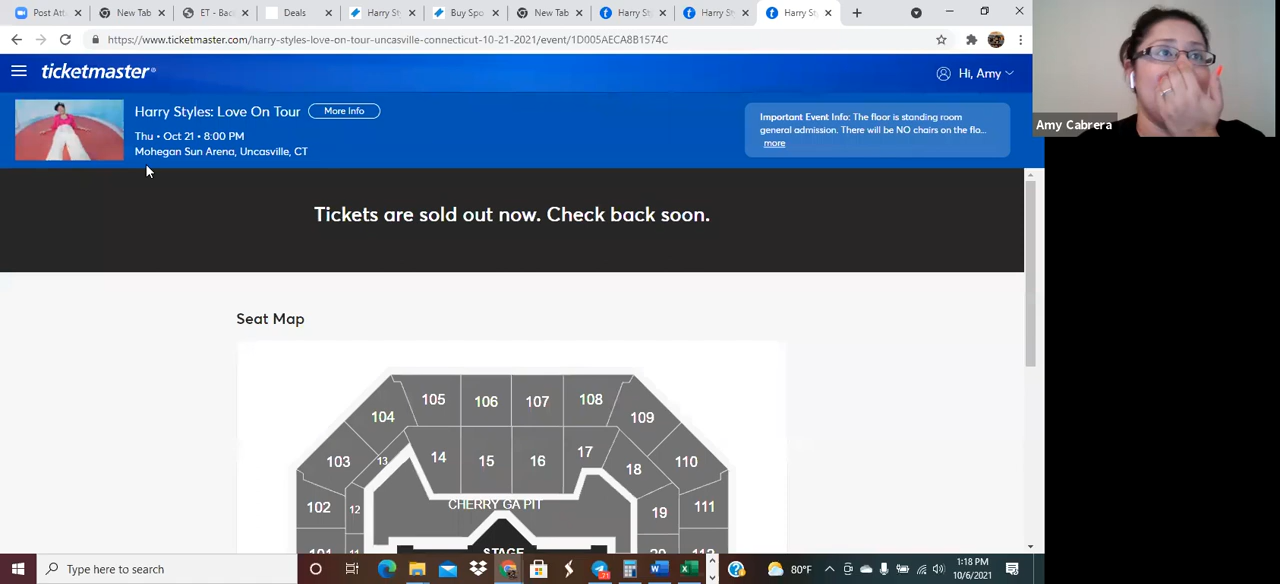 Post Att
New Tab
ET - Bac
Deals
Harry Sty
Buy Spo
New Tab
Harry St
Harry St
Harry St
https://www.ticketmaster.com/harry-styles-love-on-tour-uncasville-connecticut-10-21-2021/event/1D005AECA8B1574C
ticketmaster®
Hi, Amy
Harry Styles: Love On Tour
More Info
Thu • Oct 21 • 8:00 PM
Mohegan Sun Arena, Uncasville, CT
Important Event Info: The floor is standing room
general admission. There will be NO chairs on the flo...
more
Amy Cabrera
Tickets are sold out now. Check back soon.
Seat Map
105 106 107 108
104 109
103 13 14 15 16 17 18 110
102 12 CHERRY GA PIT 19 111
STAGE
Type here to search
80°F
1:18 PM
10/6/2021